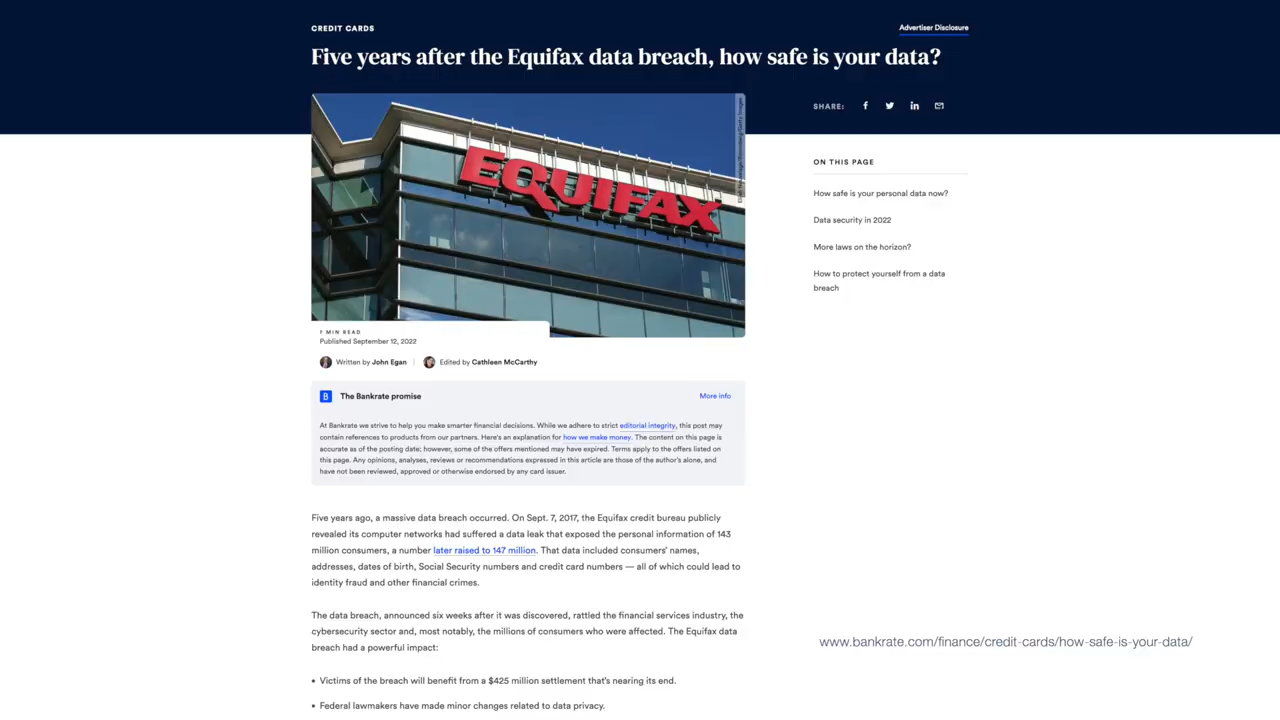 CREDIT CARDS
Advertiser Disclosure
Five years after the Equifax data breach, how safe is your data?
SHARE:
EQUIFAX
ON THIS PAGE
How safe is your personal data now?
Data security in 2022
More laws on the horizon?
How to protect yourself from a data
breach
7 MIN READ
Published September 12, 2022
Written by John Egan
Edited by Cathleen McCarthy
The Bankrate promise
More info
At Bankrate we strive to help you make smarter financial decisions. While we adhere to strict editorial integrity, this post may
contain references to products from our partners. Here's an explanation for how we make money. The content on this page is
accurate as of the posting date; however, some of the offers mentioned may have expired. Terms apply to the offers listed on
this page. Any opinions, analyses, reviews or recommendations expressed in this article are those of the author's alone, and
have not been reviewed, approved or otherwise endorsed by any card issuer.
Five years ago, a massive data breach occurred. On Sept. 7, 2017, the Equifax credit bureau publicly
revealed its computer networks had suffered a data leak that exposed the personal information of 143
million consumers, a number later raised to 147 million. That data included consumers' names,
addresses, dates of birth, Social Security numbers and credit card numbers — all of which could lead to
identity fraud and other financial crimes.
The data breach, announced six weeks after it was discovered, rattled the financial services industry, the
cybersecurity sector and, most notably, the millions of consumers who were affected. The Equifax data
breach had a powerful impact:
www.bankrate.com/finance/credit-cards/how-safe-is-your-data/
• Victims of the breach will benefit from a $425 million settlement that's nearing its end.
• Federal lawmakers have made minor changes related to data privacy.